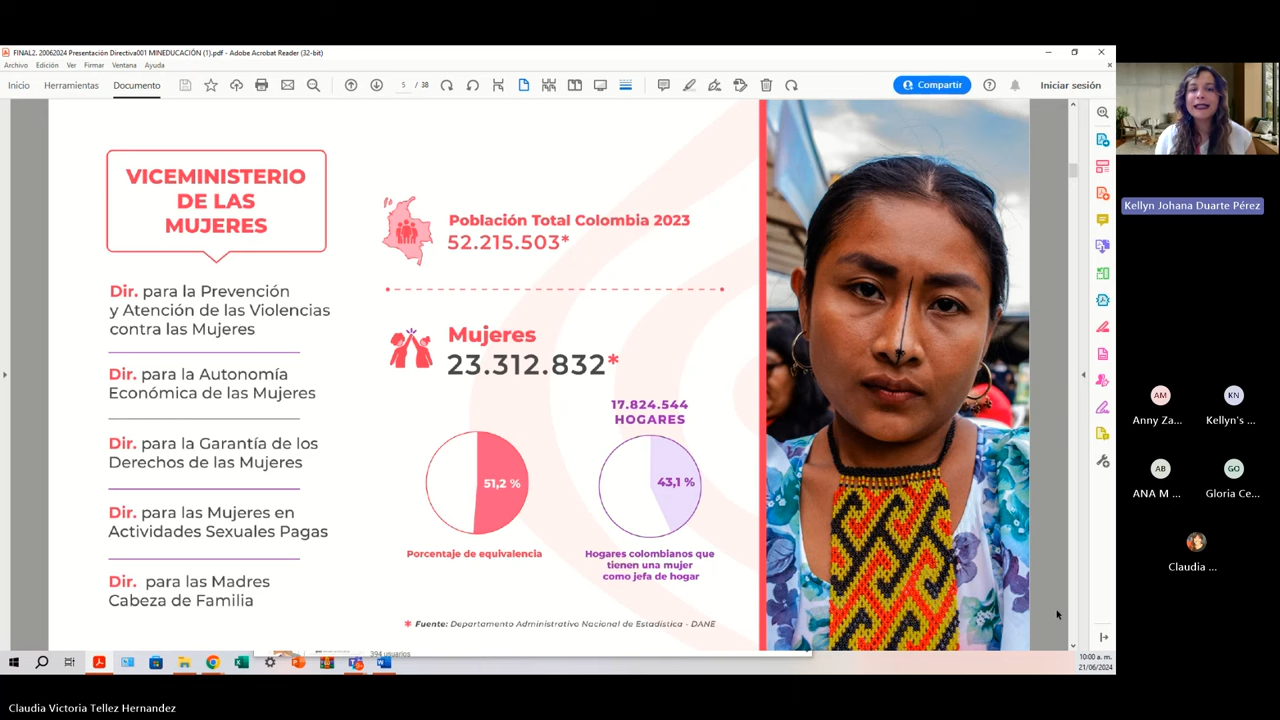 FINAL2. 20062024 Presentación Directiva001 MINEDUCACIÓN (1).pdf - Adobe Acrobat Reader (32-bit)
Archivo Edición Ver Firmar Ventana Ayuda
Inicio Herramientas Documento 5 / 38 Compartir Iniciar sesión
VICEMINISTERIO
DE LAS
MUJERES
Dir. para la Prevención
y Atención de las Violencias
contra las Mujeres
Dir. para la Autonomía
Económica de las Mujeres
Dir. para la Garantía de los
Derechos de las Mujeres
Dir. para las Mujeres en
Actividades Sexuales Pagas
Dir. para las Madres
Cabeza de Familia
Población Total Colombia 2023
52.215.503*
Mujeres
23.312.832*
51,2 %
Porcentaje de equivalencia
17.824.544
HOGARES
43,1 %
Hogares colombianos que
tienen una mujer
como jefa de hogar
* Fuente: Departamento Administrativo Nacional de Estadística - DANE
394 usuarios
10:00 a. m.
21/06/2024
Kellyn Johana Duarte Pérez
AM
Anny Za...
KN
Kellyn's ...
AB
ANA M ...
GO
Gloria Ce...
Claudia ...
Claudia Victoria Tellez Hernandez